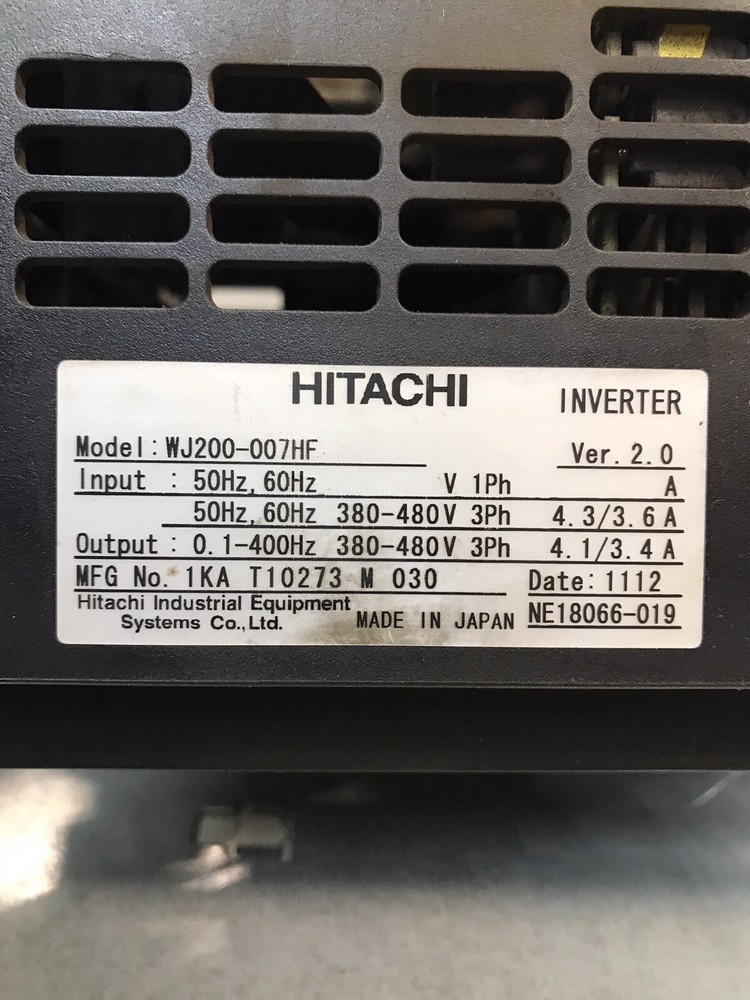 HITACHI INVERTER
Model: WJ200-007HF Ver. 2.0
Input : 50Hz, 60Hz V 1Ph A
50Hz, 60Hz 380-480V 3Ph 4.3/3.6 A
Output : 0.1-400Hz 380-480V 3Ph 4.1/3.4 A
MFG No. 1KA T10273 M 030 Date: 1112
Hitachi Industrial Equipment
Systems Co.,Ltd. MADE IN JAPAN NE18066-019